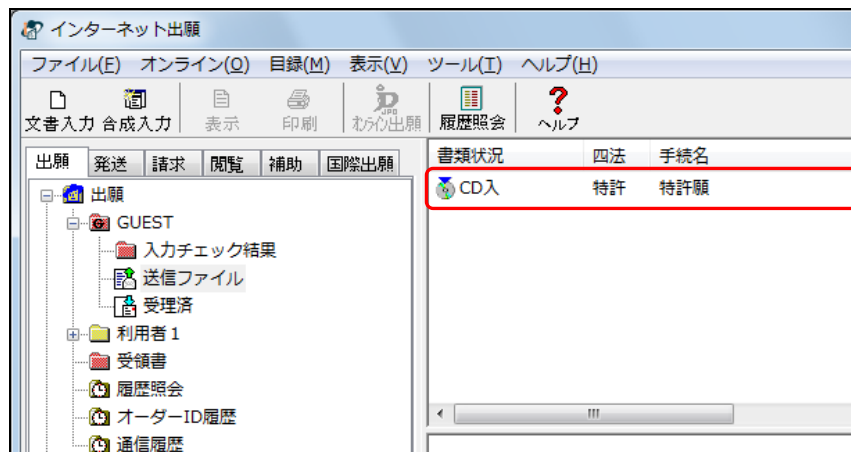 インターネット出願
ファイル(F) オンライン(O) 目録(M) 表示(V) ツール(T) ヘルプ(H)
文書入力 合成入力 表示 印刷 オンライン出願 履歴照会 ヘルプ
出願 発送 請求 閲覧 補助 国際出願
書類状況 四法 手続名
CD入 特許 特許願
出願
GUEST
入力チェック結果
送信ファイル
受理済
利用者1
受領書
履歴照会
オーダーID履歴
通信履歴